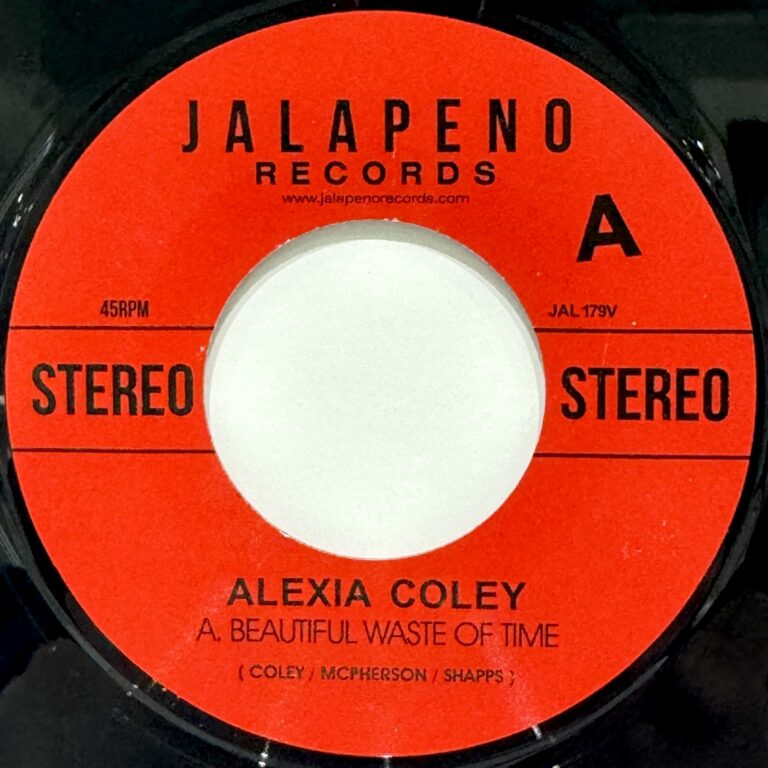 JALAPENO
RECORDS
www.jalapenorecords.com
A
45RPM
JAL 179V
STEREO
STEREO
ALEXIA COLEY
A. BEAUTIFUL WASTE OF TIME
( COLEY / MCPHERSON / SHAPPS )